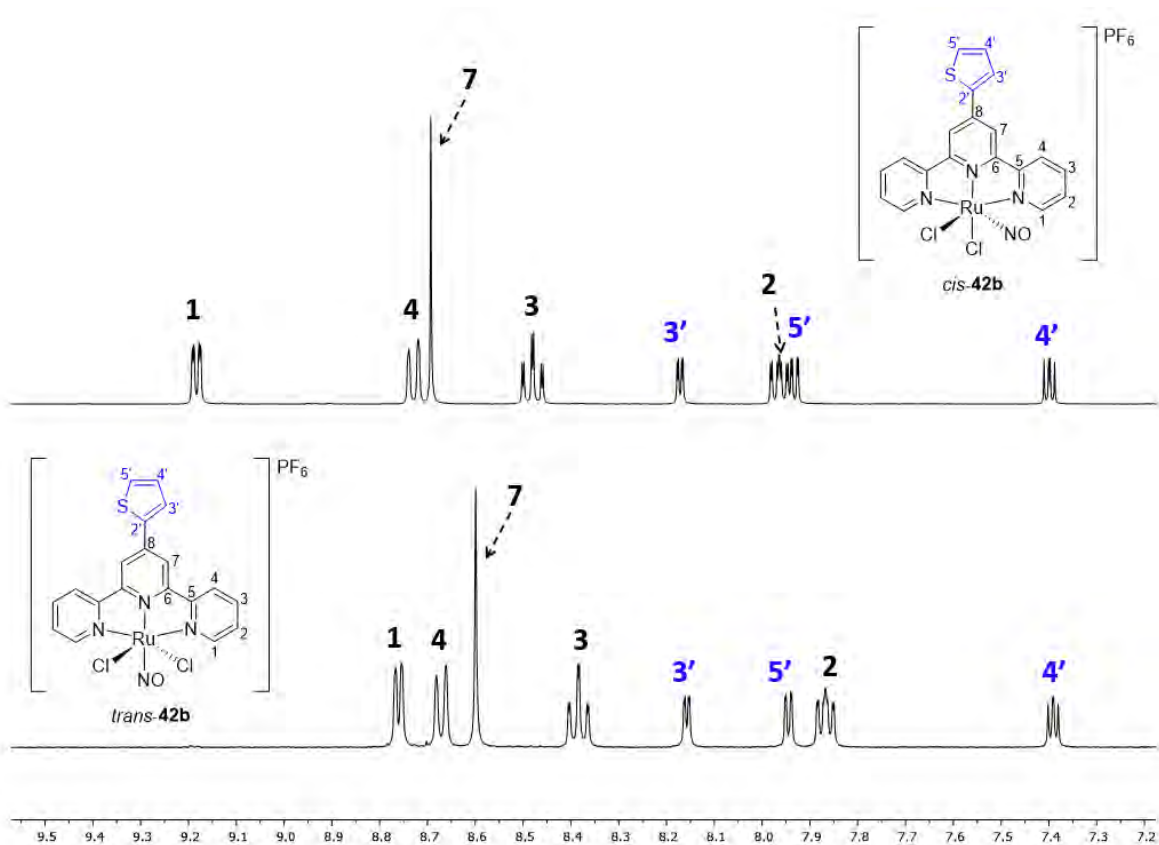 7
1
4
3
3'
2
5'
4'
PF6
5'
4'
S
3'
2'
8
7
4
6
5
3
N
2
N
N
Ru
1
Cl
NO
Cl
cis-42b
7
1
4
3
3'
5'
2
4'
PF6
5'
4'
S
3'
2'
8
7
4
6
5
3
N
2
N
N
Ru
1
Cl
Cl
NO
trans-42b
9.5 9.4 9.3 9.2 9.1 9.0 8.9 8.8 8.7 8.6 8.5 8.4 8.3 8.2 8.1 8.0 7.9 7.8 7.7 7.6 7.5 7.4 7.3 7.2